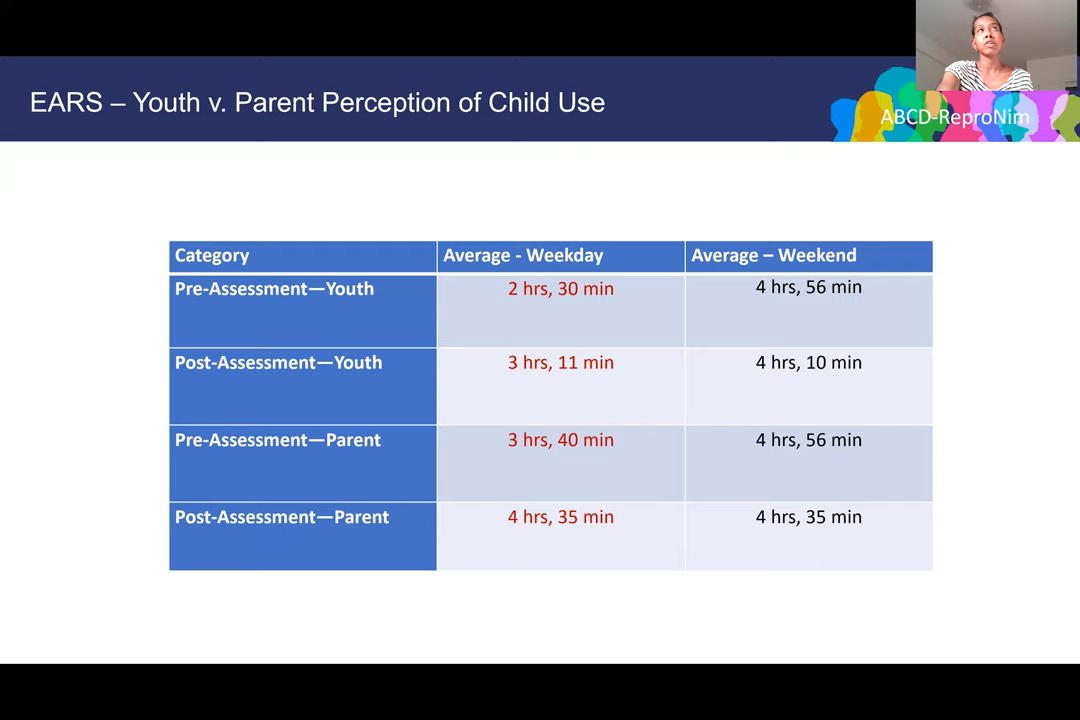 EARS – Youth v. Parent Perception of Child Use
ABCD-ReproNim
Category Average - Weekday Average – Weekend
Pre-Assessment—Youth 2 hrs, 30 min 4 hrs, 56 min
Post-Assessment—Youth 3 hrs, 11 min 4 hrs, 10 min
Pre-Assessment—Parent 3 hrs, 40 min 4 hrs, 56 min
Post-Assessment—Parent 4 hrs, 35 min 4 hrs, 35 min